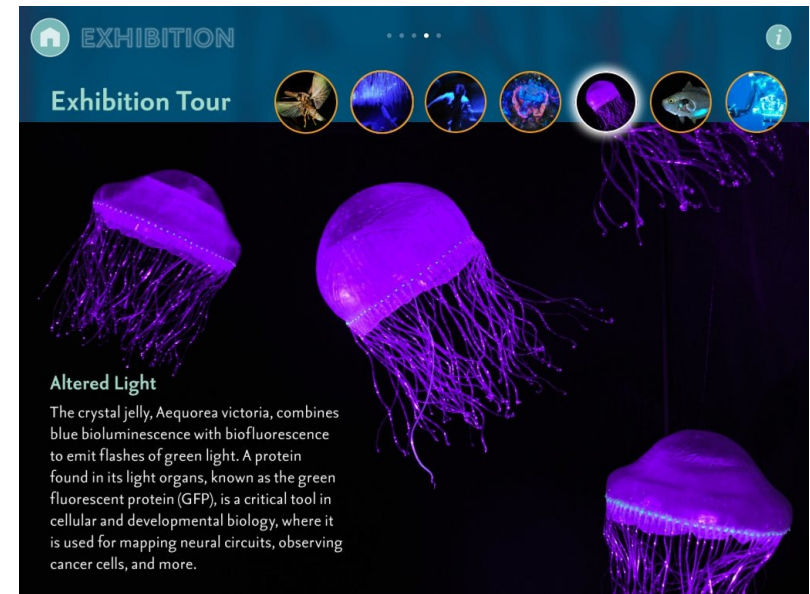 EXHIBITION
i
Exhibition Tour
Altered Light
The crystal jelly, Aequorea victoria, combines
blue bioluminescence with biofluorescence
to emit flashes of green light. A protein
found in its light organs, known as the green
fluorescent protein (GFP), is a critical tool in
cellular and developmental biology, where it
is used for mapping neural circuits, observing
cancer cells, and more.